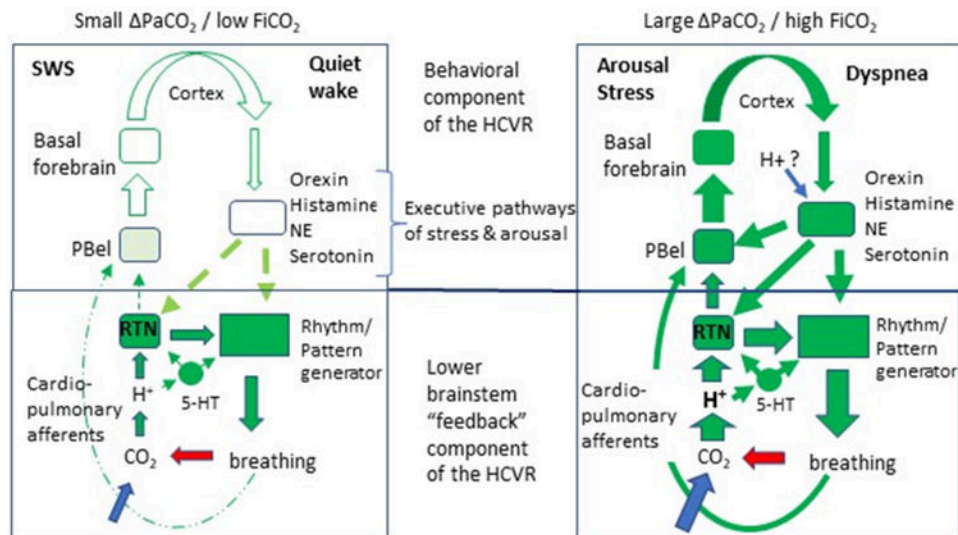 Small ΔPaCO₂ / low FiCO₂
SWS
Quiet
wake
Cortex
Basal
forebrain
Orexin
Histamine
NE
Serotonin
PBel
RTN
Rhythm/
Pattern
generator
H⁺
5-HT
Cardio-
pulmonary
afferents
CO₂
breathing
Behavioral
component
of the HCVR
Executive pathways
of stress & arousal
Lower
brainstem
“feedback”
component
of the HCVR
Large ΔPaCO₂ / high FiCO₂
Arousal
Stress
Dyspnea
Cortex
Basal
forebrain
H+ ?
Orexin
Histamine
NE
Serotonin
PBel
RTN
Rhythm/
Pattern
generator
H⁺
5-HT
Cardio-
pulmonary
afferents
CO₂
breathing